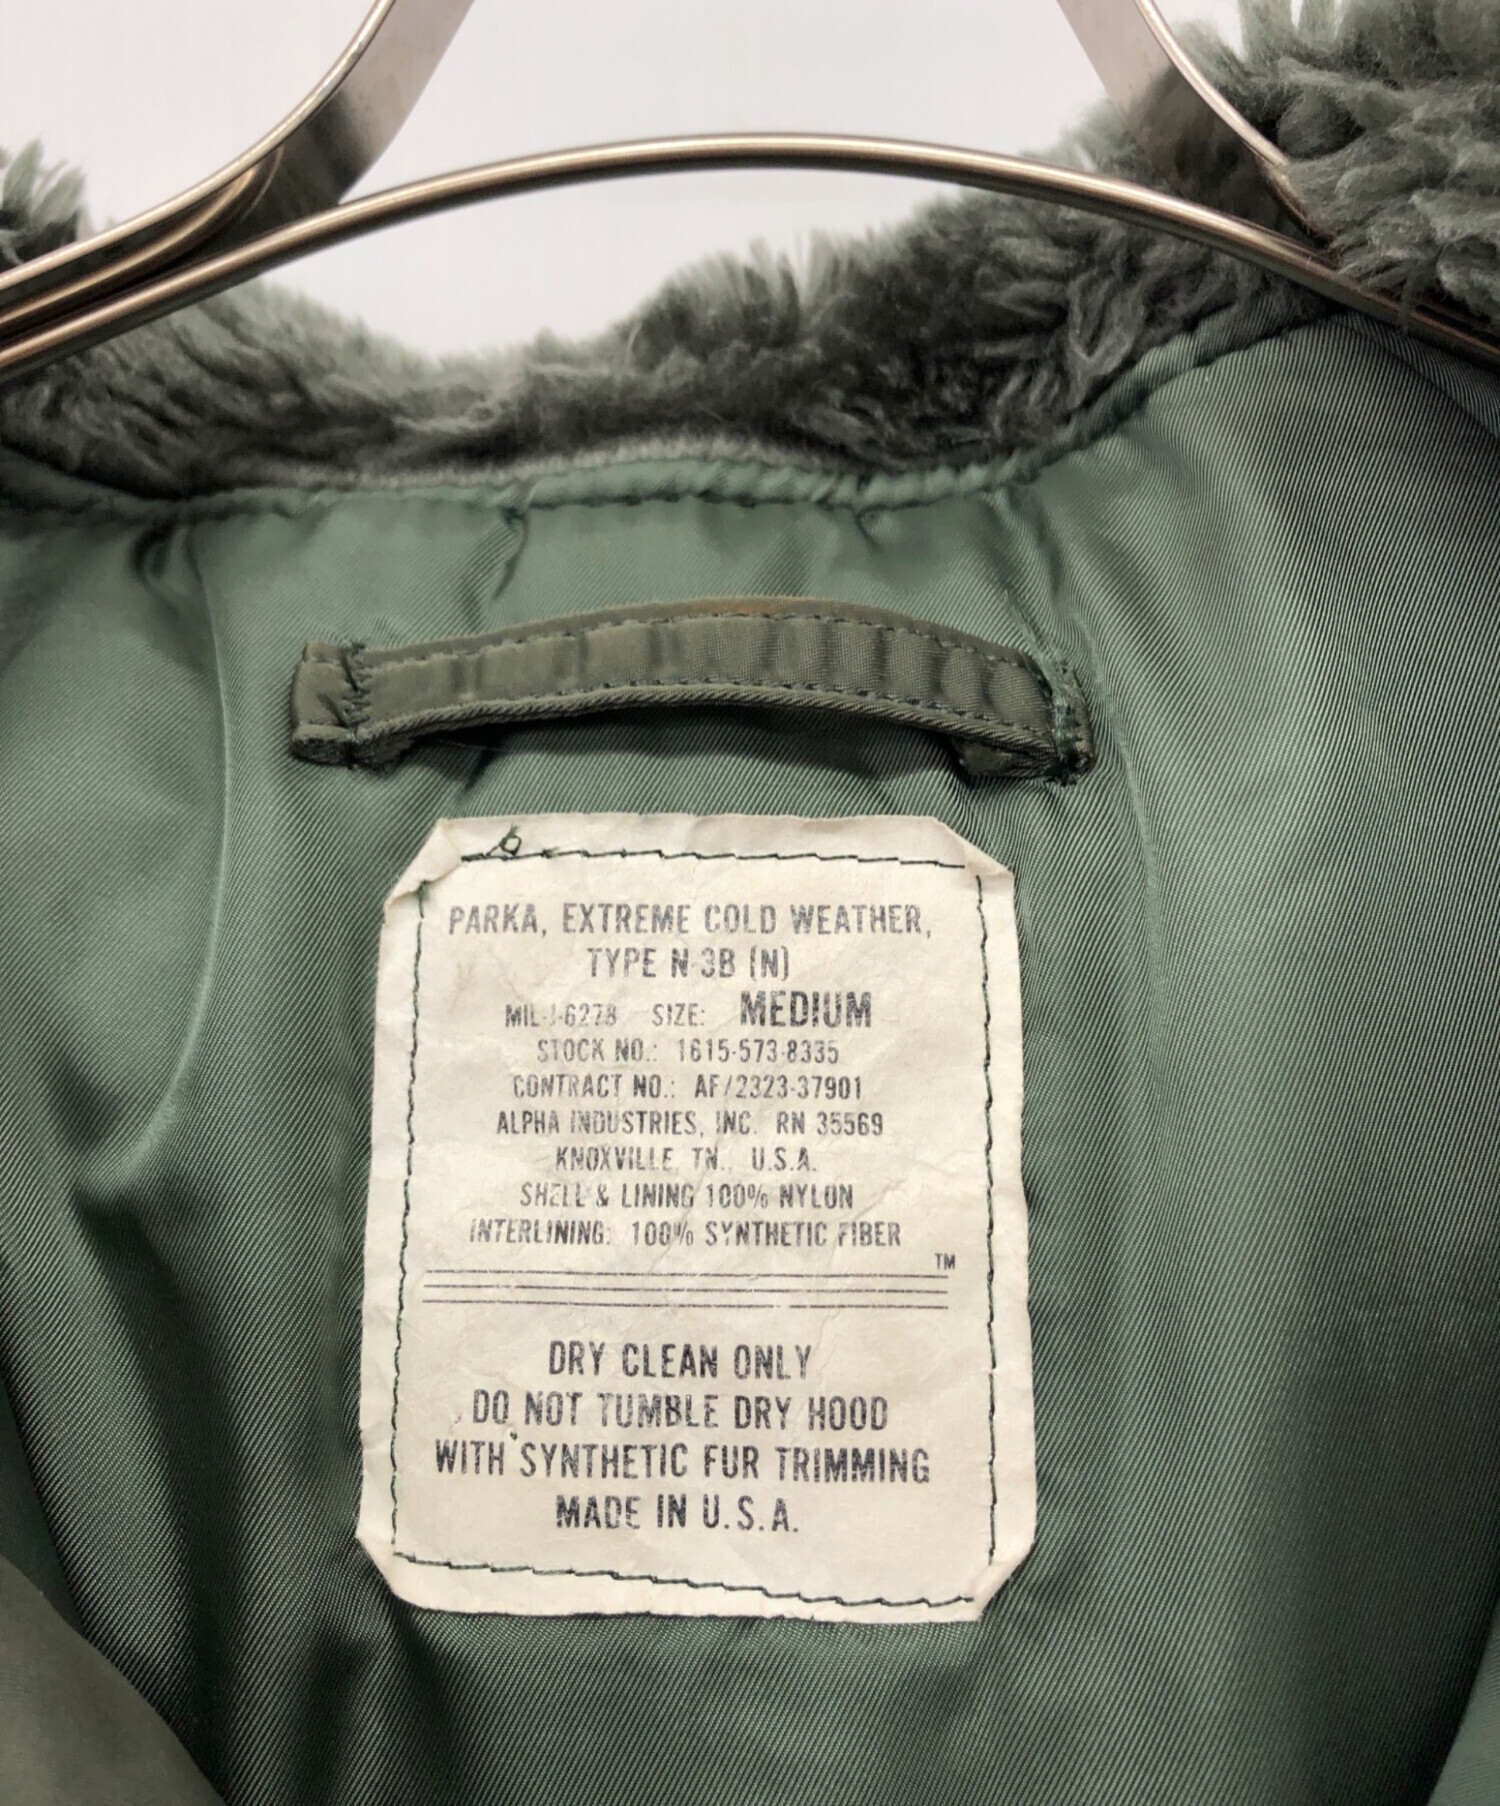 PARKA, EXTREME COLD WEATHER,
TYPE N-3B (N)
MIL-J-6278 SIZE: MEDIUM
STOCK NO.: 1615-573-8335
CONTRACT NO.: AF/2323-37901
ALPHA INDUSTRIES, INC. RN 35569
KNOXVILLE, TN., U.S.A.
SHELL & LINING 100% NYLON
INTERLINING: 100% SYNTHETIC FIBER
TM
DRY CLEAN ONLY
DO NOT TUMBLE DRY HOOD
WITH SYNTHETIC FUR TRIMMING
MADE IN U.S.A.